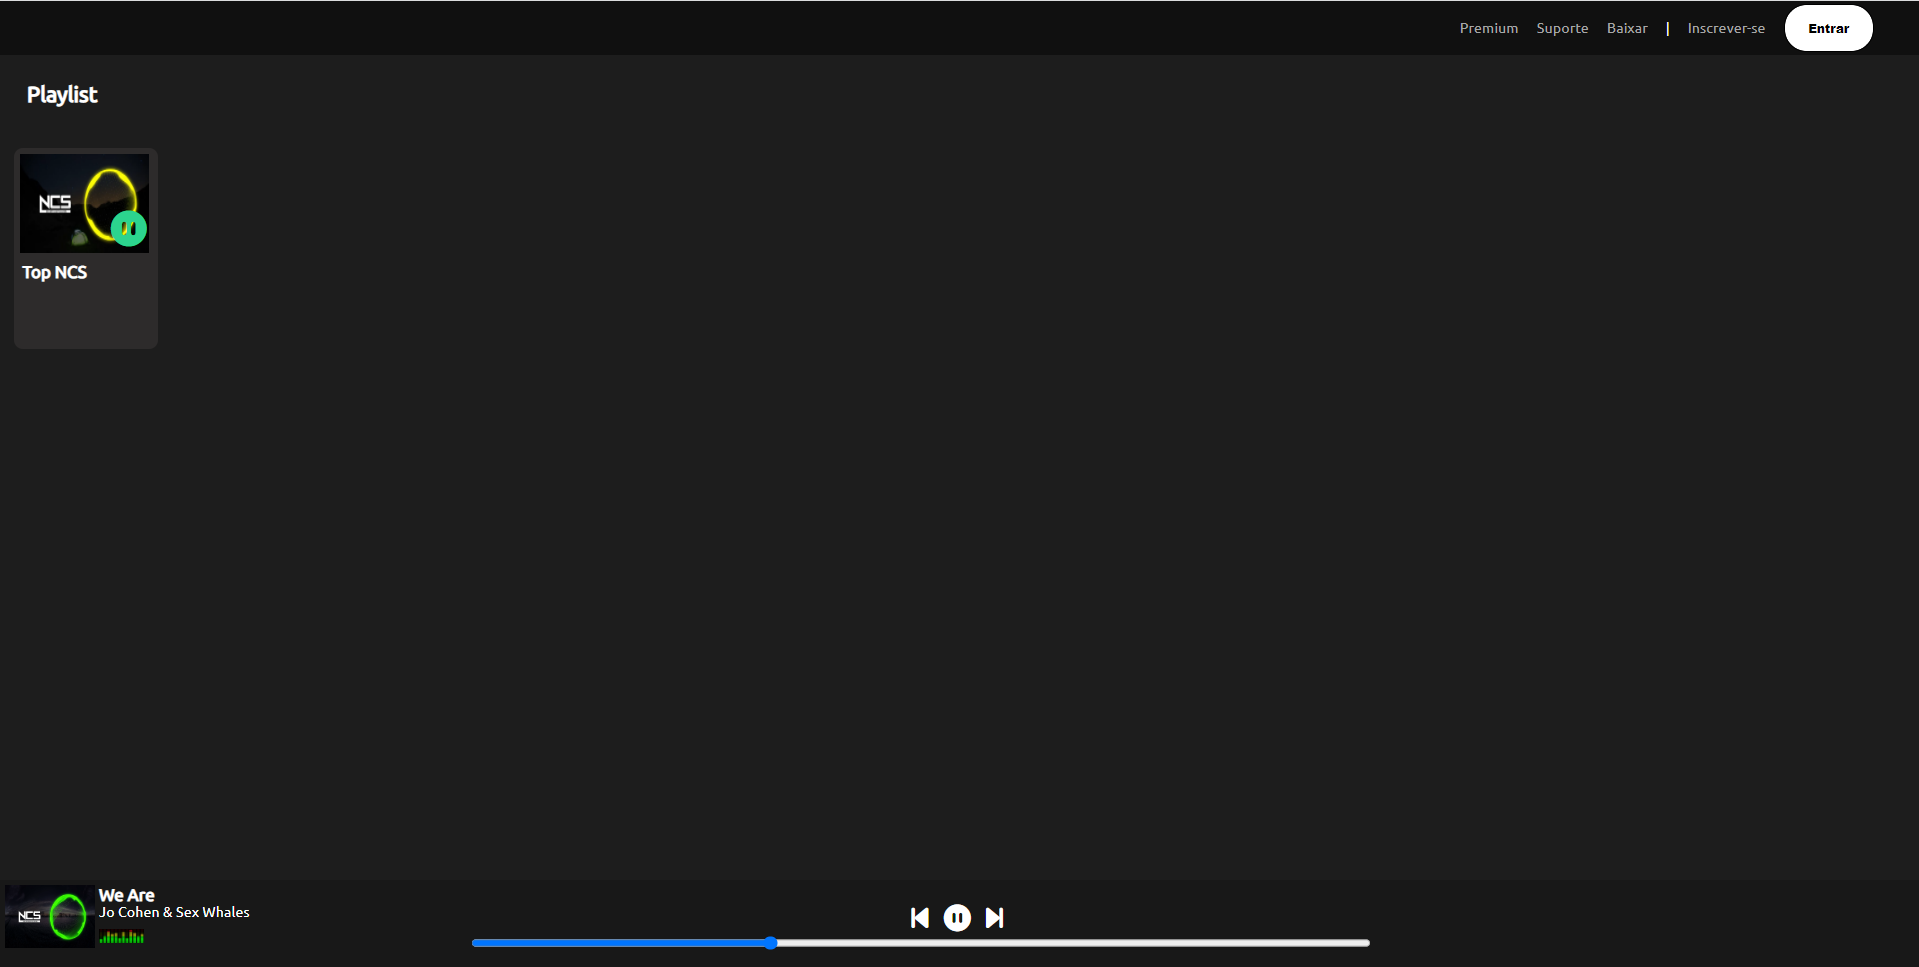 Premium Suporte Baixar | Inscrever-se Entrar
Playlist
NCS
Top NCS
NCS
We Are
Jo Cohen & Sex Whales